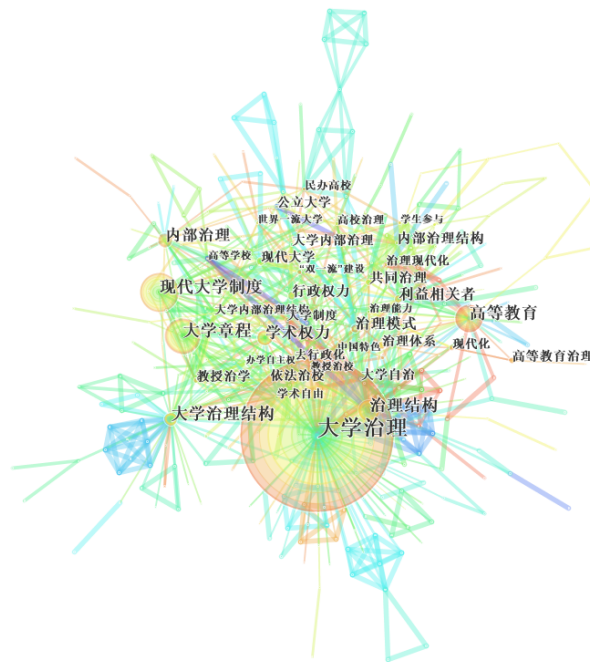 民办高校
公立大学
世界一流大学
高校治理
学生参与
内部治理
大学内部治理
内部治理结构
高等学校
现代大学
治理现代化
“双一流”建设
共同治理
现代大学制度
行政权力
利益相关者
大学内部治理结构
治理能力
高等教育
大学制度
大学章程
学术权力
治理模式
治理体系
现代化
中国特色
去行政化
高等教育治理
办学自主权
教授治校
教授治学
依法治校
大学自治
学术自由
大学治理结构
治理结构
大学治理